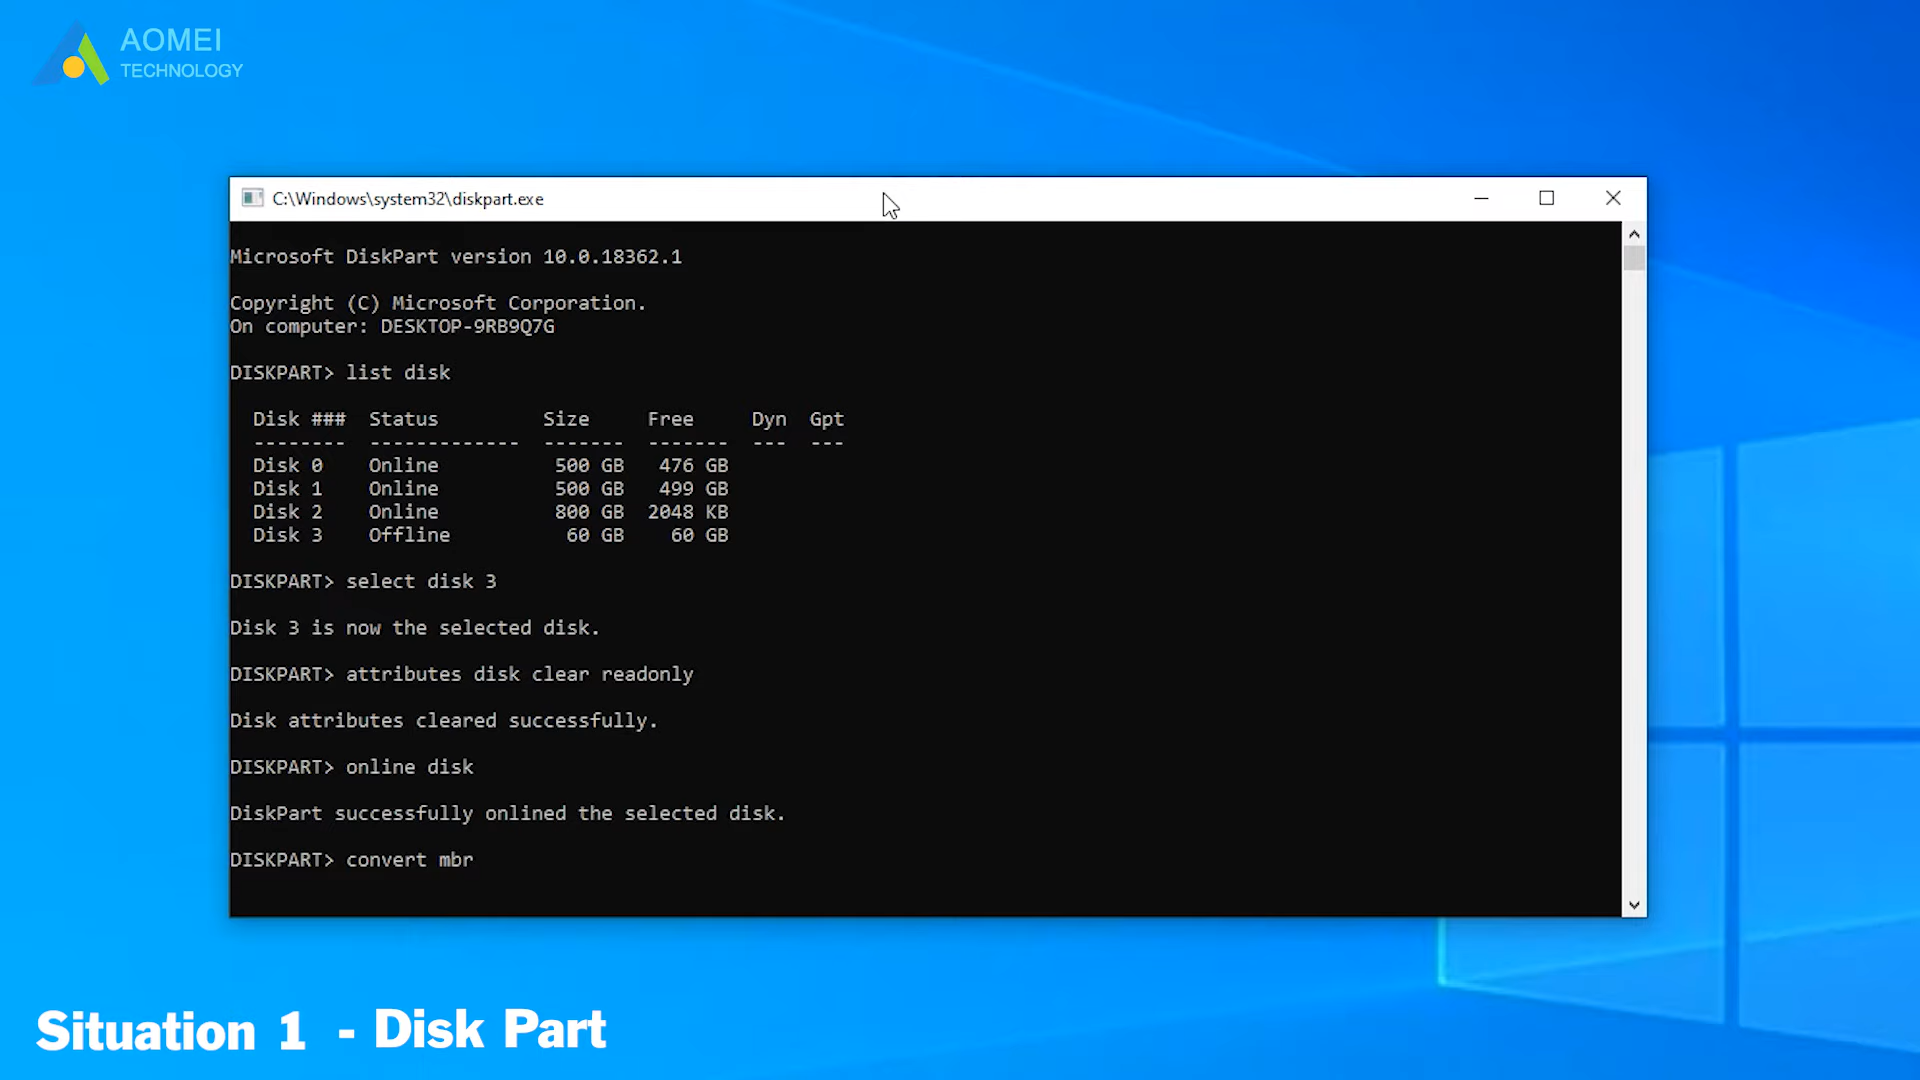 AOMEI
TECHNOLOGY
C:\Windows\system32\diskpart.exe
Microsoft DiskPart version 10.0.18362.1
Copyright (C) Microsoft Corporation.
On computer: DESKTOP-9RB9Q7G
DISKPART> list disk
Disk ###  Status         Size     Free     Dyn  Gpt
--------  -------------  -------  -------  ---  ---
Disk 0    Online          500 GB   476 GB
Disk 1    Online          500 GB   499 GB
Disk 2    Online          800 GB  2048 KB
Disk 3    Offline          60 GB    60 GB
DISKPART> select disk 3
Disk 3 is now the selected disk.
DISKPART> attributes disk clear readonly
Disk attributes cleared successfully.
DISKPART> online disk
DiskPart successfully onlined the selected disk.
DISKPART> convert mbr
Situation 1 - Disk Part